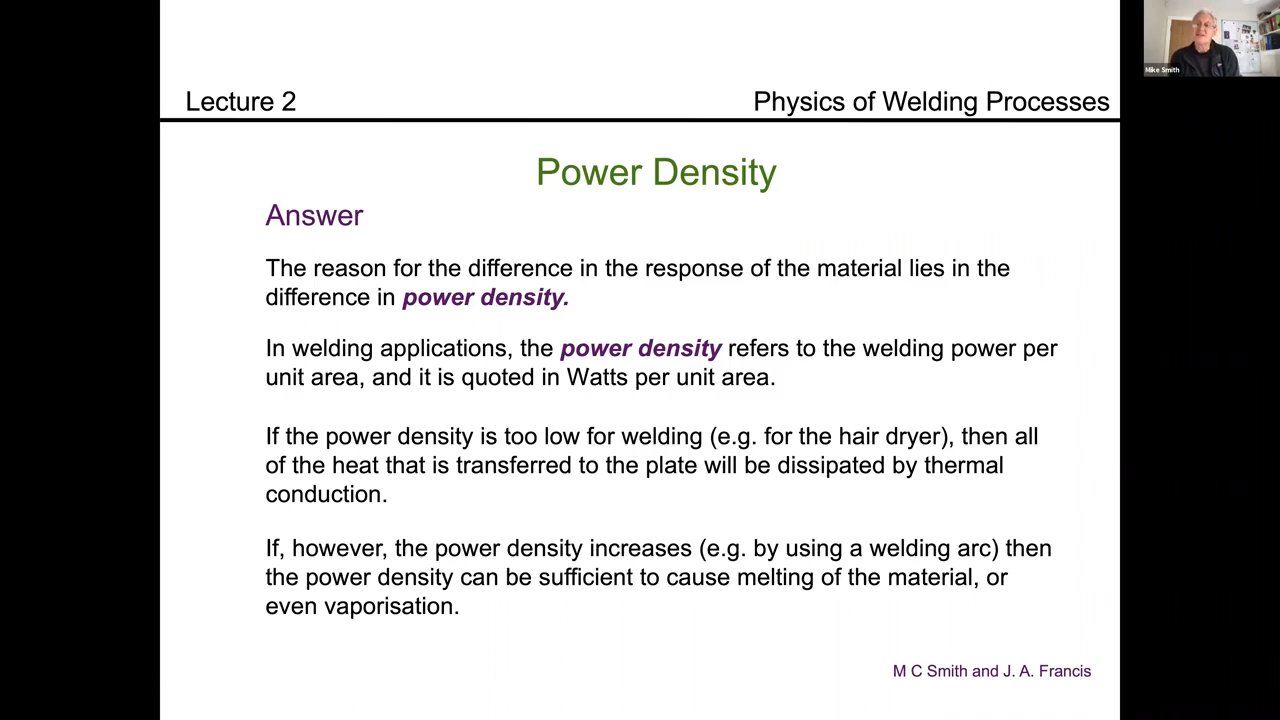 Mike Smith
Lecture 2
Physics of Welding Processes
Power Density
Answer
The reason for the difference in the response of the material lies in the
difference in power density.
In welding applications, the power density refers to the welding power per
unit area, and it is quoted in Watts per unit area.
If the power density is too low for welding (e.g. for the hair dryer), then all
of the heat that is transferred to the plate will be dissipated by thermal
conduction.
If, however, the power density increases (e.g. by using a welding arc) then
the power density can be sufficient to cause melting of the material, or
even vaporisation.
M C Smith and J. A. Francis